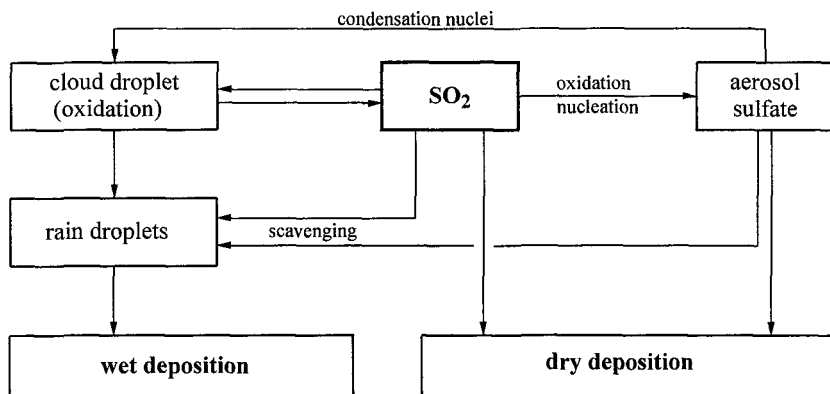 condensation nuclei
cloud droplet
(oxidation)
SO₂
oxidation
nucleation
aerosol
sulfate
rain droplets
scavenging
wet deposition
dry deposition